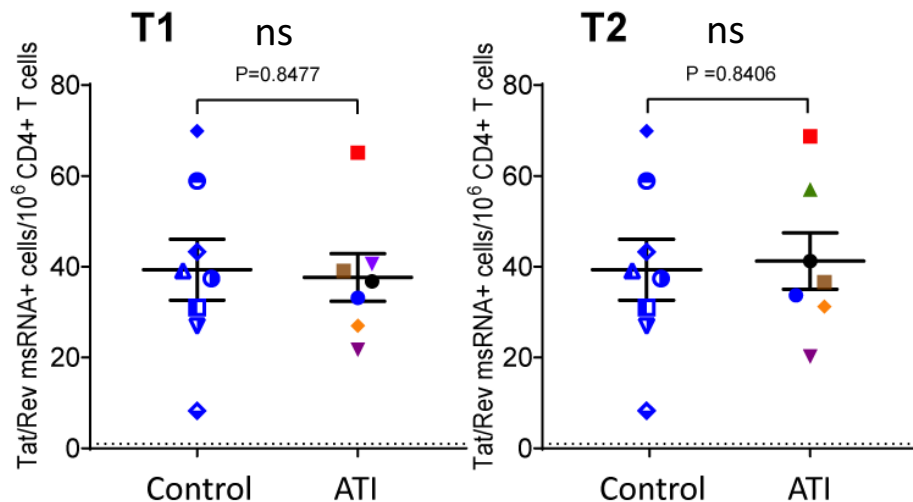 T1
ns
P=0.8477
Tat/Rev msRNA+ cells/10⁶ CD4+ T cells
80
60
40
20
0
Control
ATI
T2
ns
P =0.8406
Tat/Rev msRNA+ cells/10⁶ CD4+ T cells
80
60
40
20
0
Control
ATI